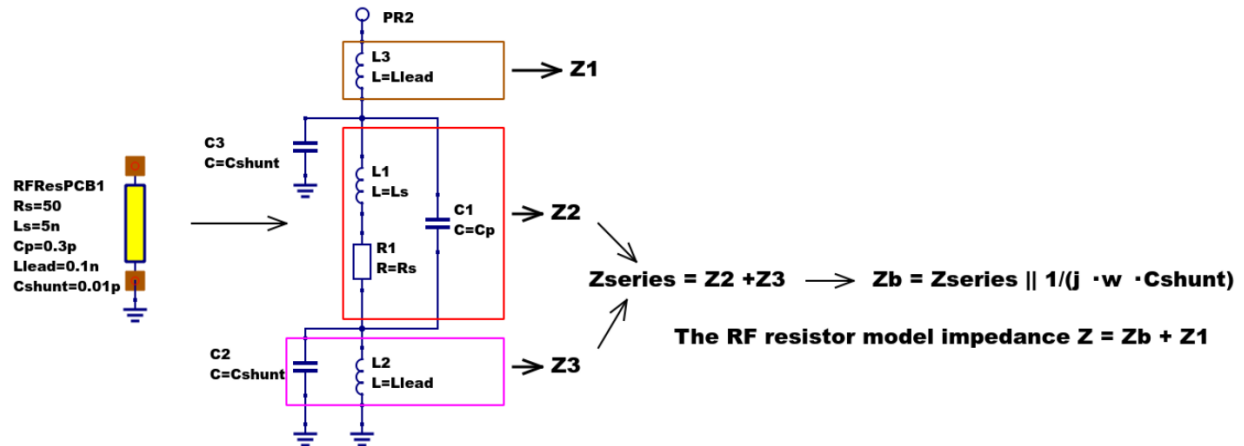 PR2
L3
L=Llead
Z1
C3
C=Cshunt
L1
L=Ls
C1
C=Cp
Z2
R1
R=Rs
RFResPCB1
Rs=50
Ls=5n
Cp=0.3p
Llead=0.1n
Cshunt=0.01p
Zseries = Z2 +Z3
Zb = Zseries || 1/(j ·w ·Cshunt)
The RF resistor model impedance Z = Zb + Z1
C2
C=Cshunt
L2
L=Llead
Z3